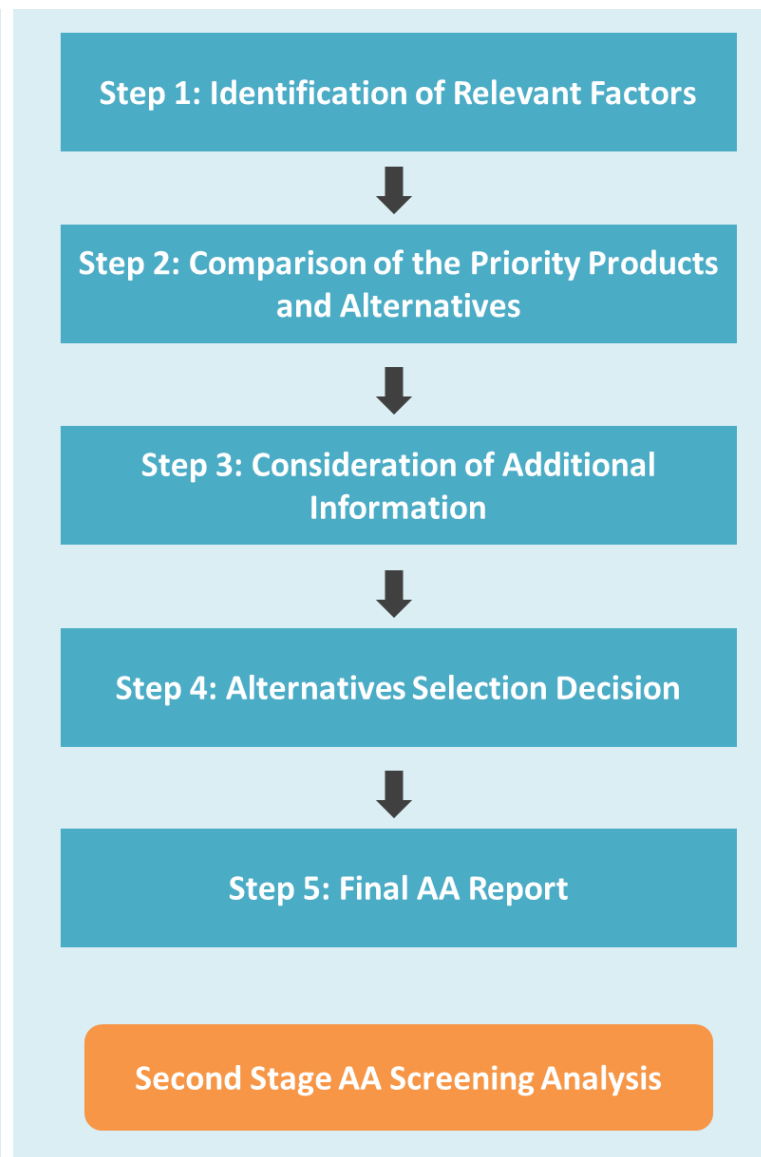 Step 1: Identification of Relevant Factors
Step 2: Comparison of the Priority Products
and Alternatives
Step 3: Consideration of Additional
Information
Step 4: Alternatives Selection Decision
Step 5: Final AA Report
Second Stage AA Screening Analysis